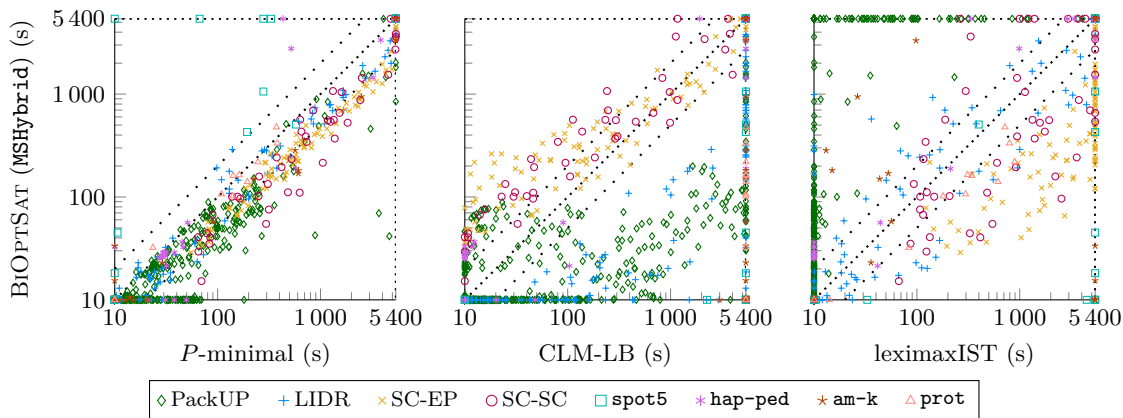 BiOptSat (MSHybrid) (s)
5 400
1 000
100
10
10 100 1 000 5 400
10 100 1 000 5 400
10 100 1 000 5 400
P-minimal (s) CLM-LB (s) leximaxIST (s)
PackUP LIDR SC-EP SC-SC spot5 hap-ped am-k prot